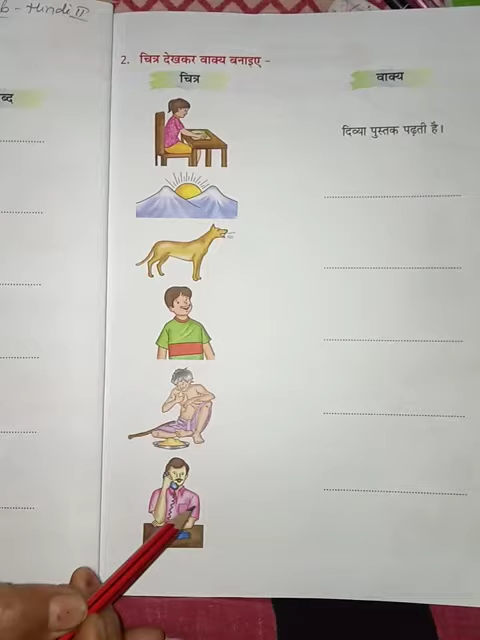 b - Hindi II
ब्द
2. चित्र देखकर वाक्य बनाइए -
चित्र
वाक्य
दिव्या पुस्तक पढ़ती है।